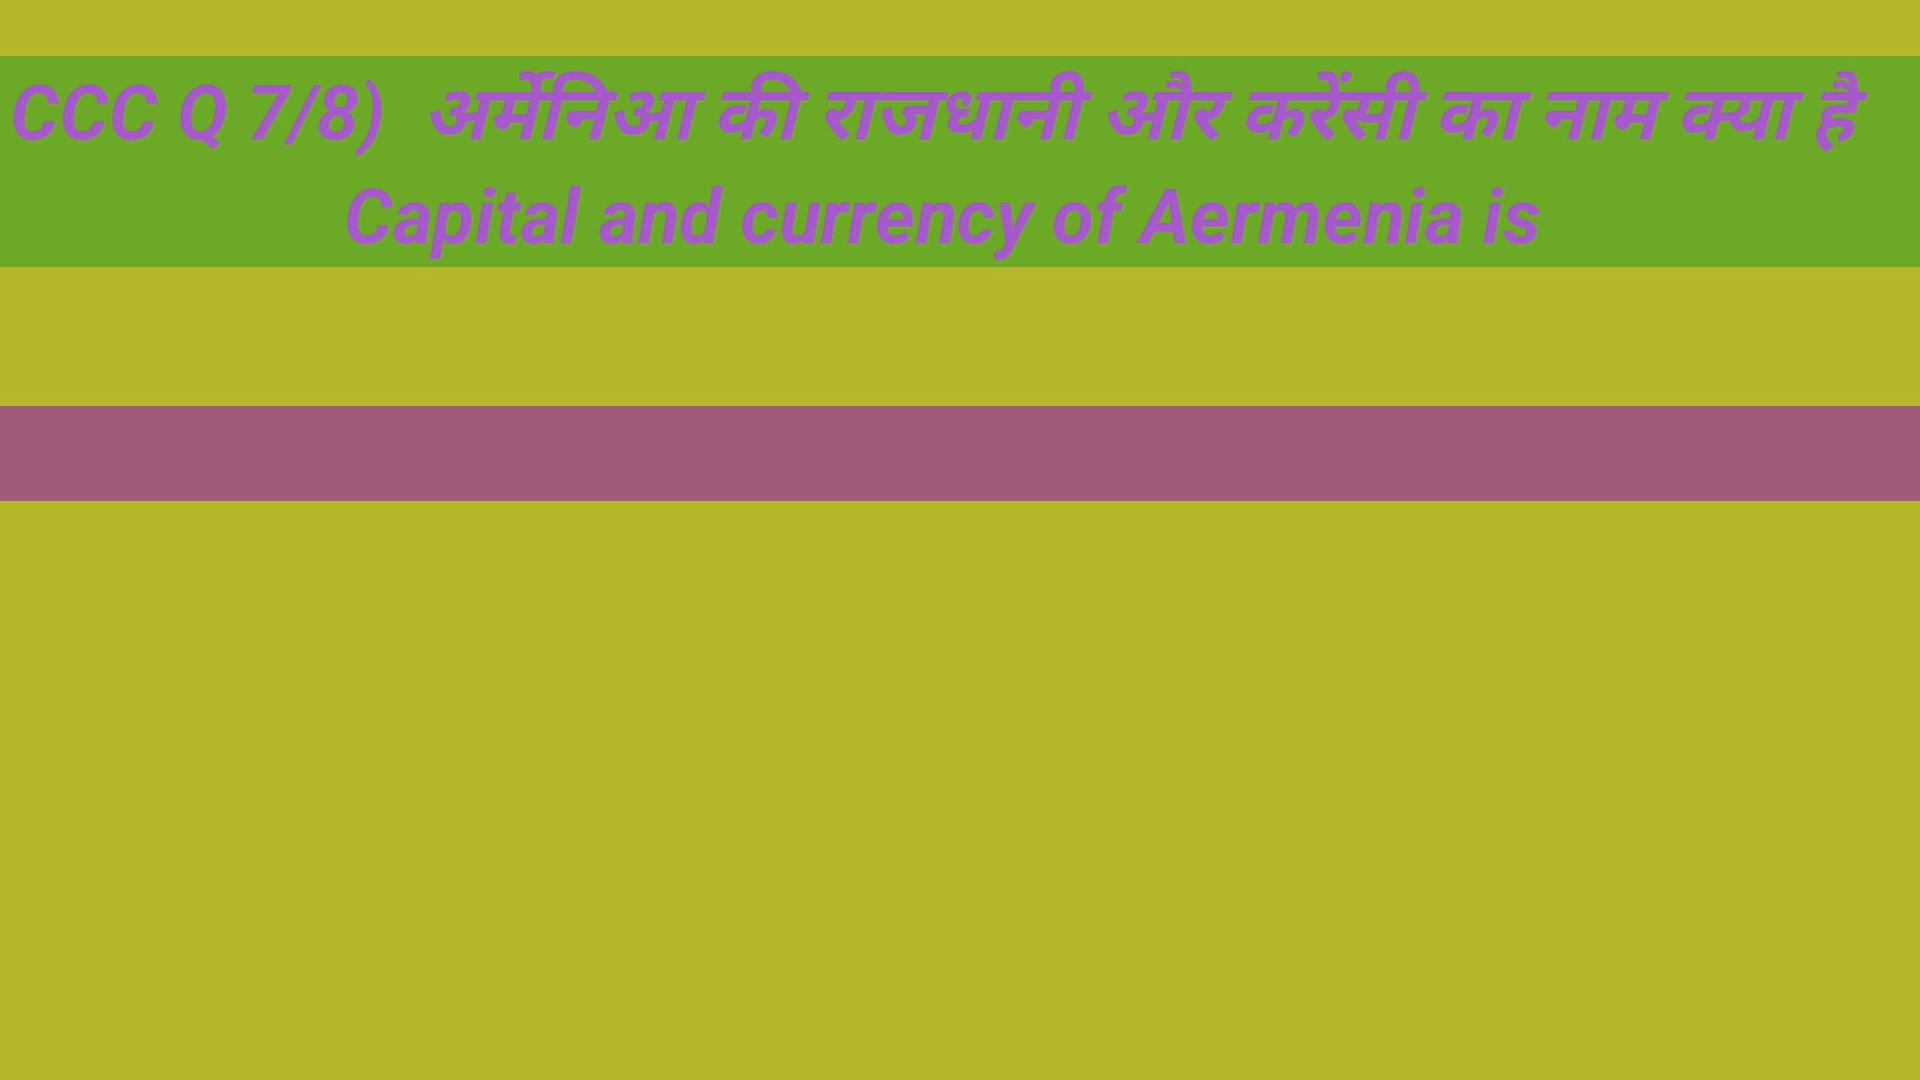 CCC Q 7/8) अर्मेनिआ की राजधानी और करेंसी का नाम क्या है
Capital and currency of Aermenia is